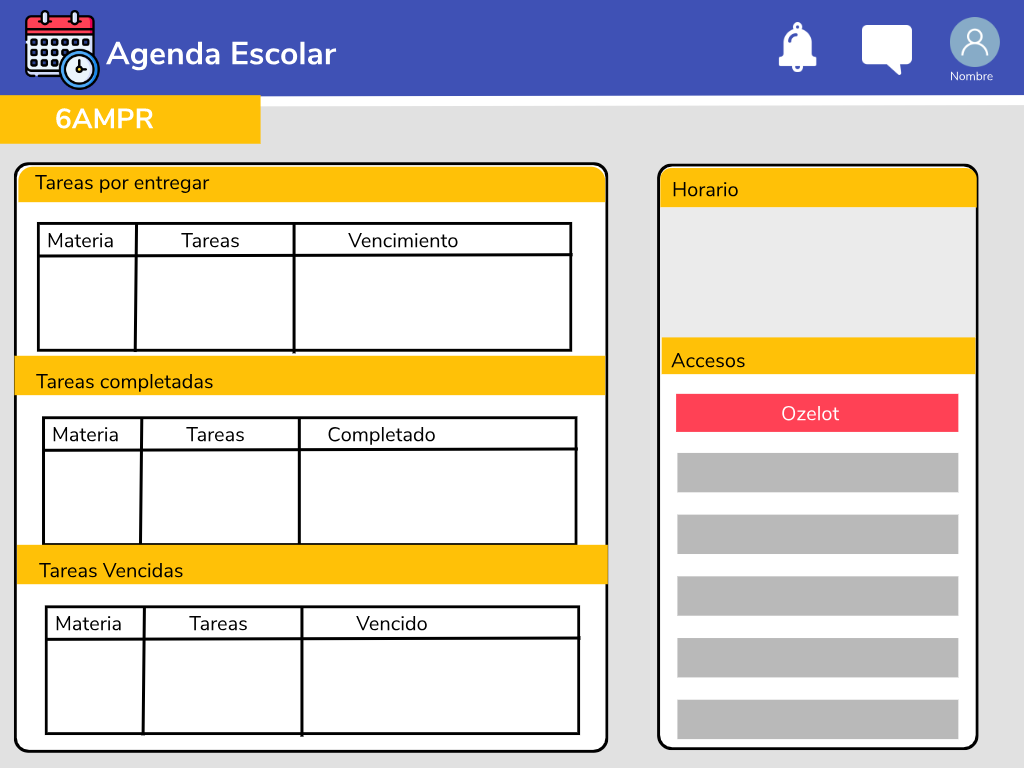 Agenda Escolar
Nombre
6AMPR
Tareas por entregar
Materia Tareas Vencimiento
Tareas completadas
Materia Tareas Completado
Tareas Vencidas
Materia Tareas Vencido
Horario
Accesos
Ozelot